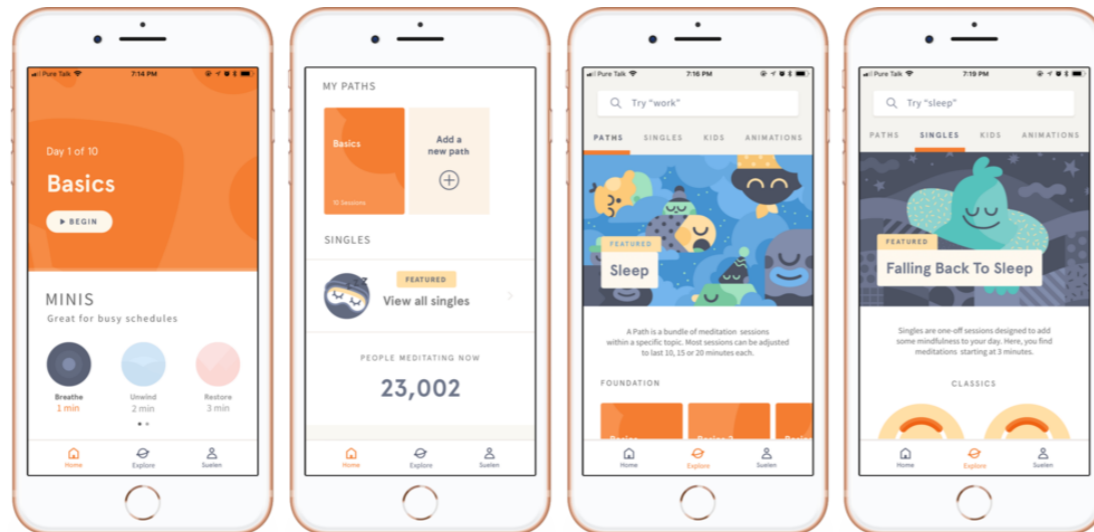 Pure Talk
7:14 PM
Day 1 of 10
Basics
BEGIN
MINIS
Great for busy schedules
Breathe
1 min
Unwind
2 min
Restore
3 min
Home
Explore
Suelen
MY PATHS
Basics
10 Sessions
Add a
new path
SINGLES
FEATURED
View all singles
PEOPLE MEDITATING NOW
23,002
Home
Explore
Suelen
Pure Talk
7:16 PM
Try "work"
PATHS SINGLES KIDS ANIMATIONS
FEATURED
Sleep
A Path is a bundle of meditation sessions
within a specific topic. Most sessions can be adjusted
to last 10, 15 or 20 minutes each.
FOUNDATION
Basics
Basics 2
Home
Explore
Suelen
Pure Talk
7:19 PM
Try "sleep"
PATHS SINGLES KIDS ANIMATIONS
FEATURED
Falling Back To Sleep
Singles are one-off sessions designed to add
some mindfulness to your day. Here, you find
meditations starting at 3 minutes.
CLASSICS
Home
Explore
Suelen